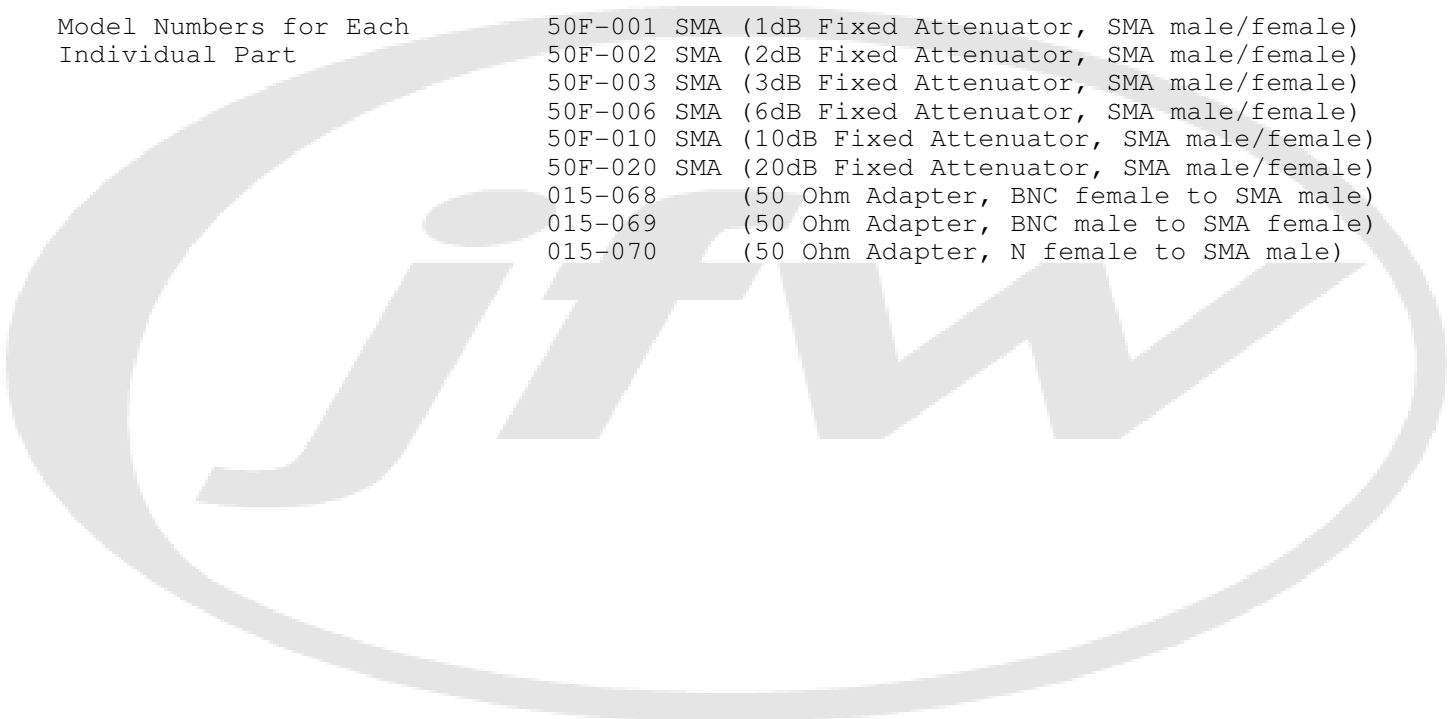 Model Numbers for Each 50F-001 SMA (1dB Fixed Attenuator, SMA male/female)
Individual Part 50F-002 SMA (2dB Fixed Attenuator, SMA male/female)
50F-003 SMA (3dB Fixed Attenuator, SMA male/female)
50F-006 SMA (6dB Fixed Attenuator, SMA male/female)
50F-010 SMA (10dB Fixed Attenuator, SMA male/female)
50F-020 SMA (20dB Fixed Attenuator, SMA male/female)
015-068 (50 Ohm Adapter, BNC female to SMA male)
015-069 (50 Ohm Adapter, BNC male to SMA female)
015-070 (50 Ohm Adapter, N female to SMA male)
jfw